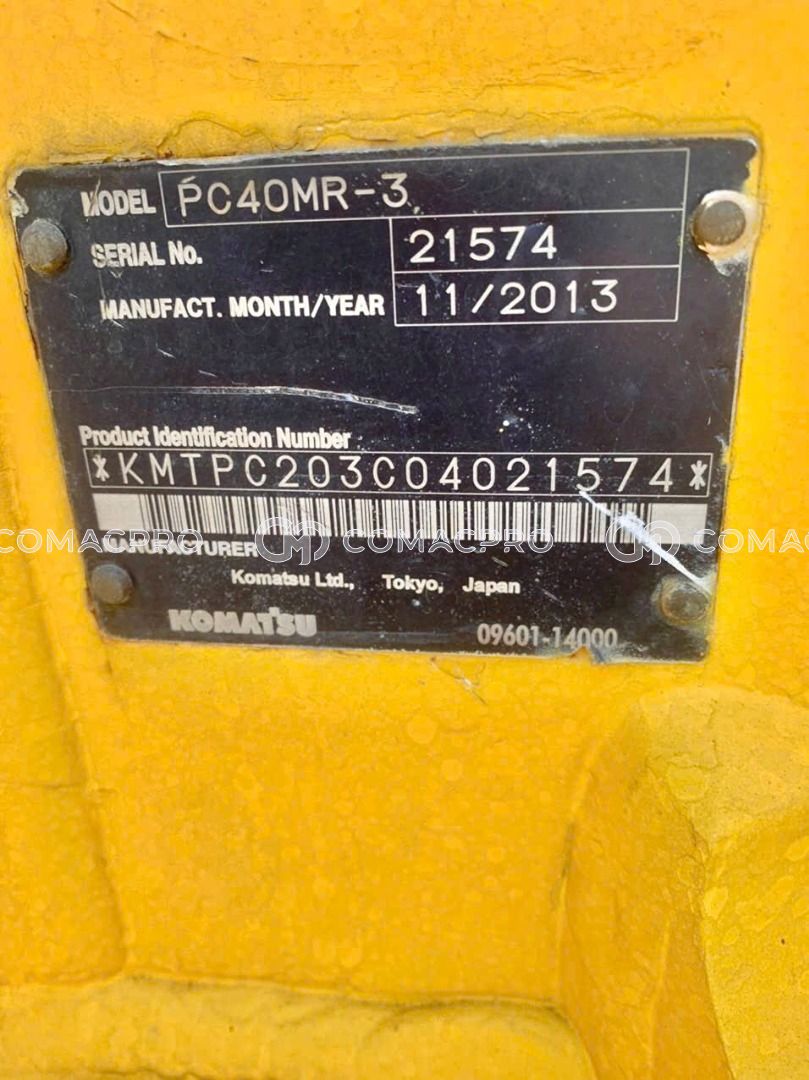 MODEL PC40MR-3
SERIAL No. 21574
MANUFACT. MONTH/YEAR 11/2013
Product Identification Number
*KMTPC203C04021574*
COMACPRO COMACPRO COMACPRO
MANUFACTURER
Komatsu Ltd., Tokyo, Japan
KOMATSU 09601-14000